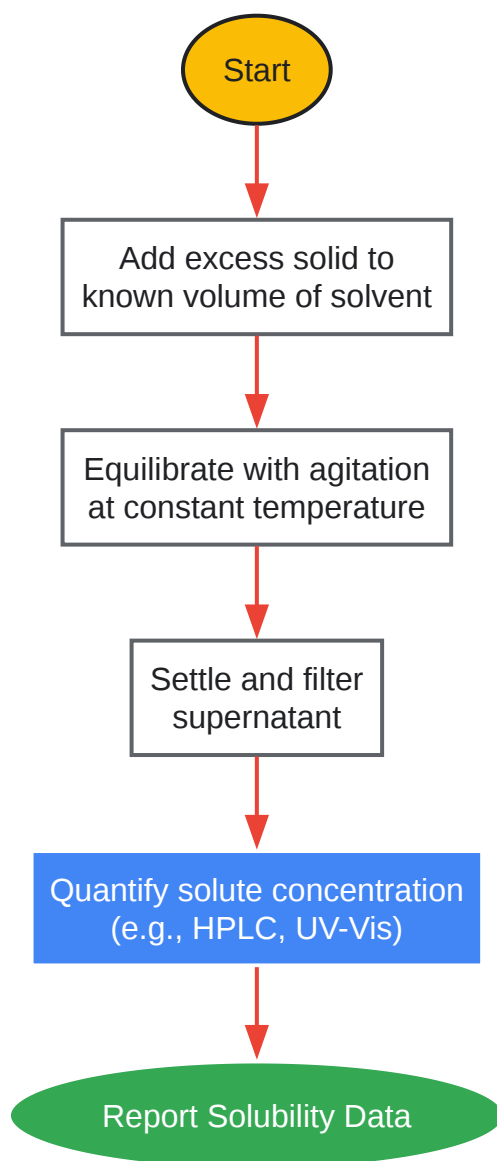 Start
Add excess solid to
known volume of solvent
Equilibrate with agitation
at constant temperature
Settle and filter
supernatant
Quantify solute concentration
(e.g., HPLC, UV-Vis)
Report Solubility Data